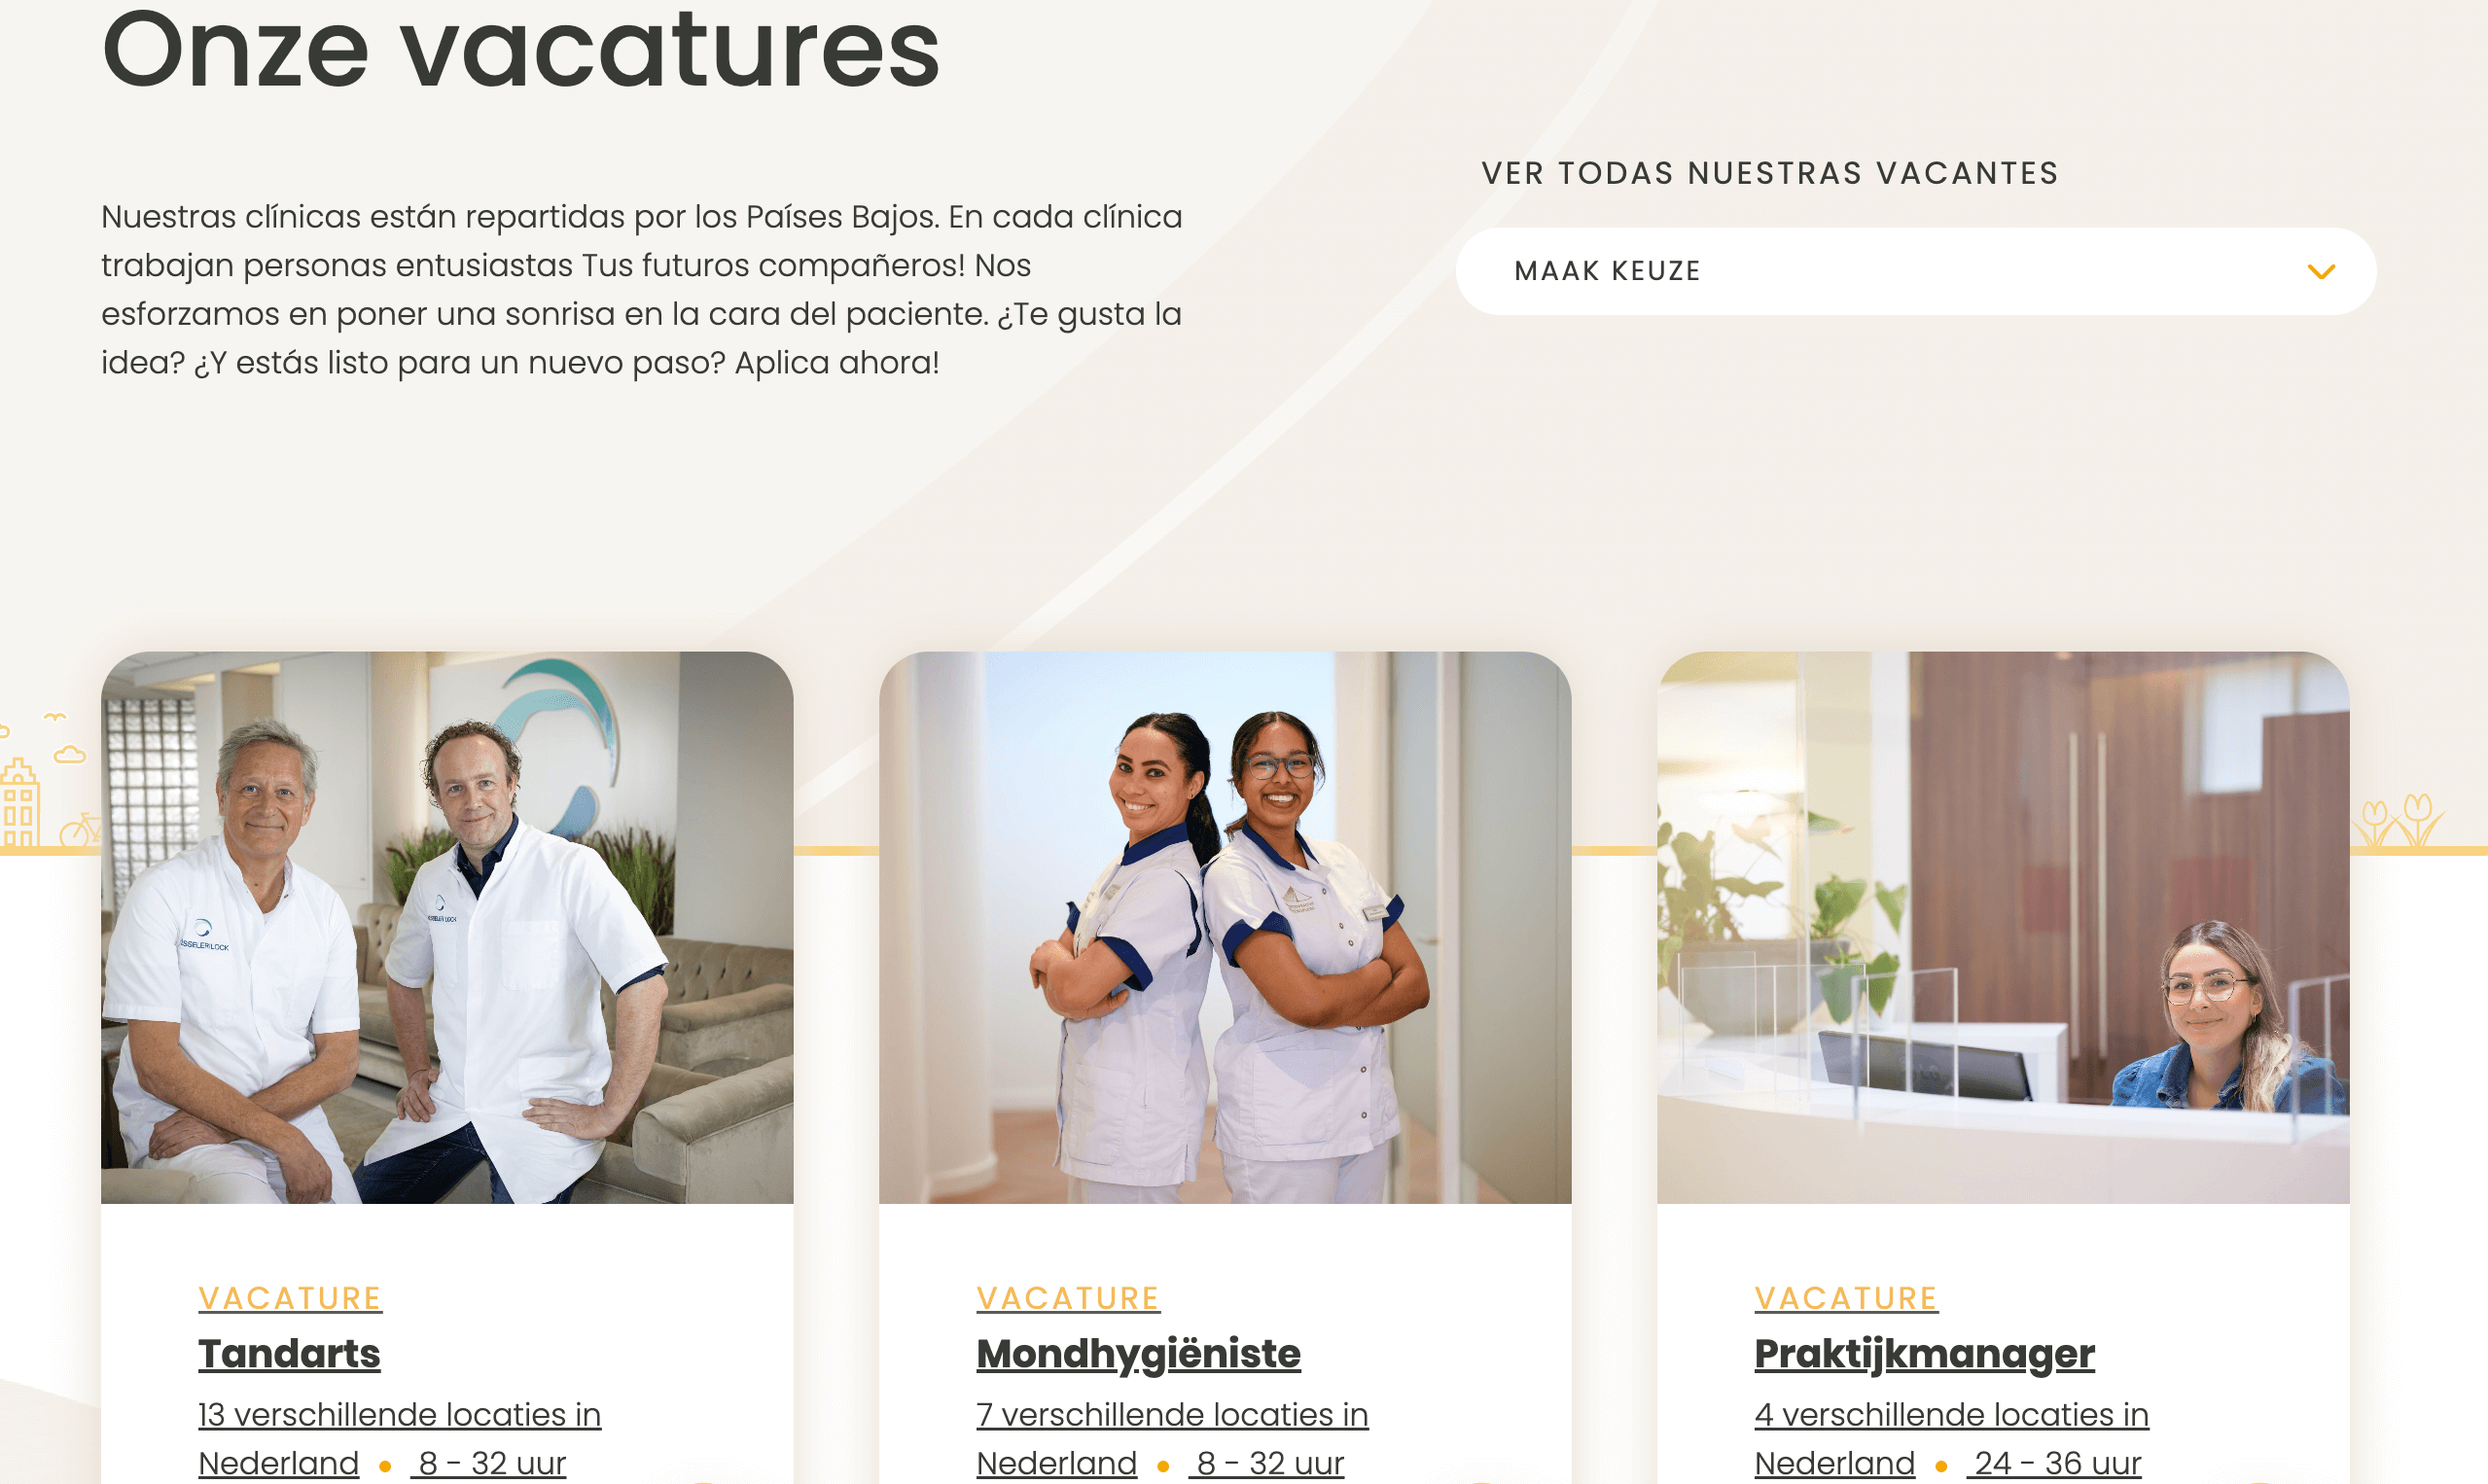 Onze vacatures
Nuestras clínicas están repartidas por los Países Bajos. En cada clínica
trabajan personas entusiastas Tus futuros compañeros! Nos
esforzamos en poner una sonrisa en la cara del paciente. ¿Te gusta la
idea? ¿Y estás listo para un nuevo paso? Aplica ahora!
VER TODAS NUESTRAS VACANTES
MAAK KEUZE
VACATURE
Tandarts
13 verschillende locaties in
Nederland • 8 - 32 uur
VACATURE
Mondhygiëniste
7 verschillende locaties in
Nederland • 8 - 32 uur
VACATURE
Praktijkmanager
4 verschillende locaties in
Nederland • 24 - 36 uur